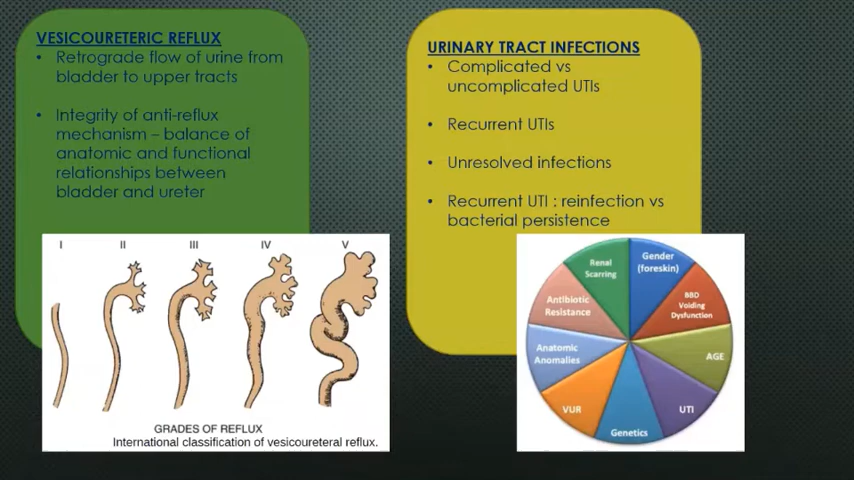 VESICOURETERIC REFLUX
• Retrograde flow of urine from
bladder to upper tracts
• Integrity of anti-reflux
mechanism – balance of
anatomic and functional
relationships between
bladder and ureter
URINARY TRACT INFECTIONS
• Complicated vs
uncomplicated UTIs
• Recurrent UTIs
• Unresolved infections
• Recurrent UTI : reinfection vs
bacterial persistence
I II III IV V
GRADES OF REFLUX
International classification of vesicoureteral reflux.
Gender
(foreskin)
BBD
Voiding
Dysfunction
AGE
UTI
Genetics
VUR
Anatomic
Anomalies
Antibiotic
Resistance
Renal
Scarring